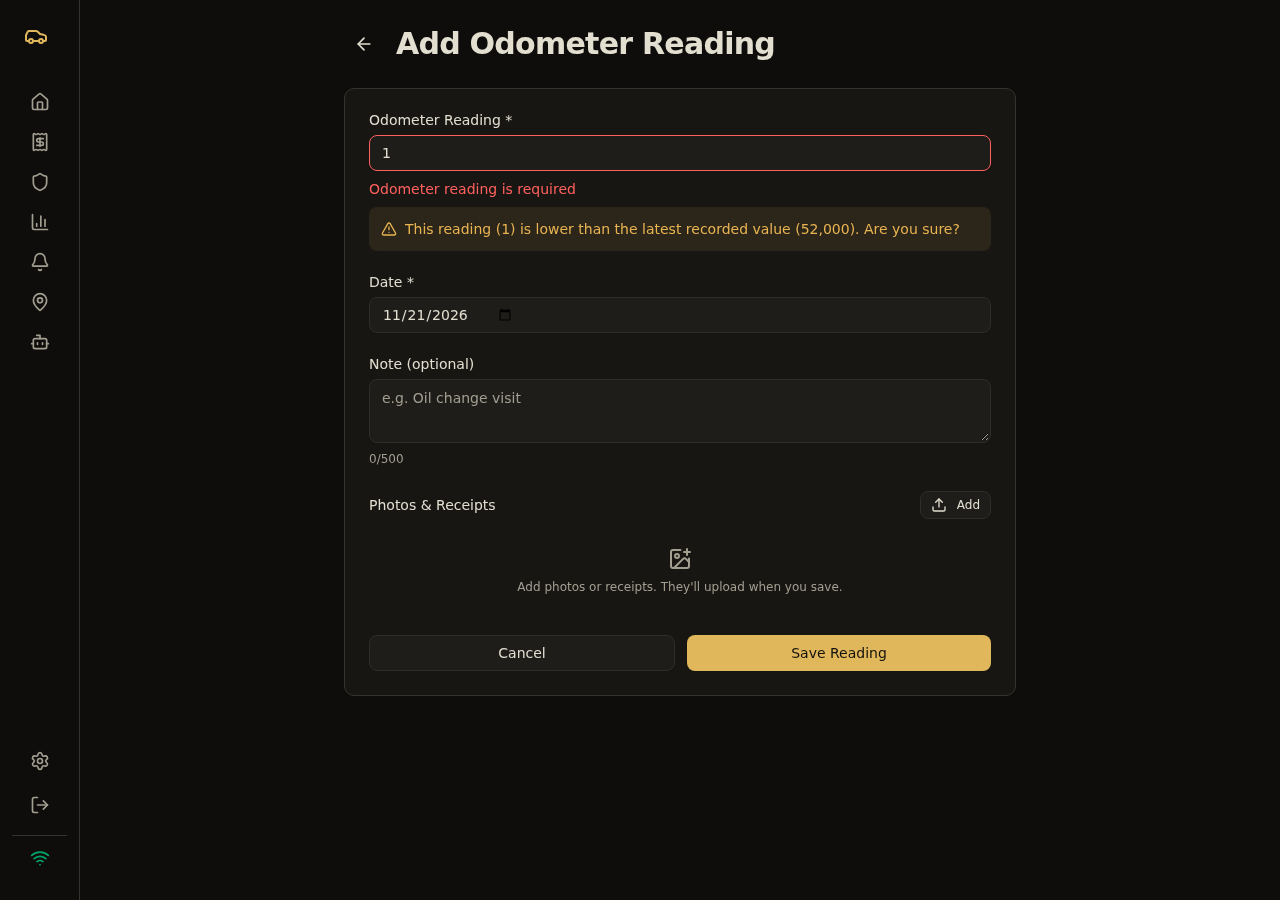 Add Odometer Reading
Odometer Reading *
1
Odometer reading is required
This reading (1) is lower than the latest recorded value (52,000). Are you sure?
Date *
11/21/2026
Note (optional)
e.g. Oil change visit
0/500
Photos & Receipts
Add
Add photos or receipts. They'll upload when you save.
Cancel
Save Reading